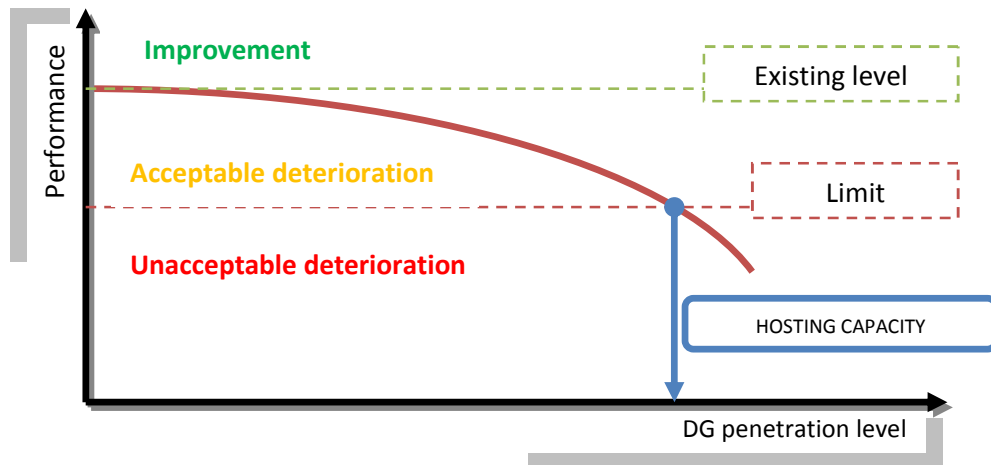 Performance
Improvement
Existing level
Acceptable deterioration
Limit
Unacceptable deterioration
HOSTING CAPACITY
DG penetration level